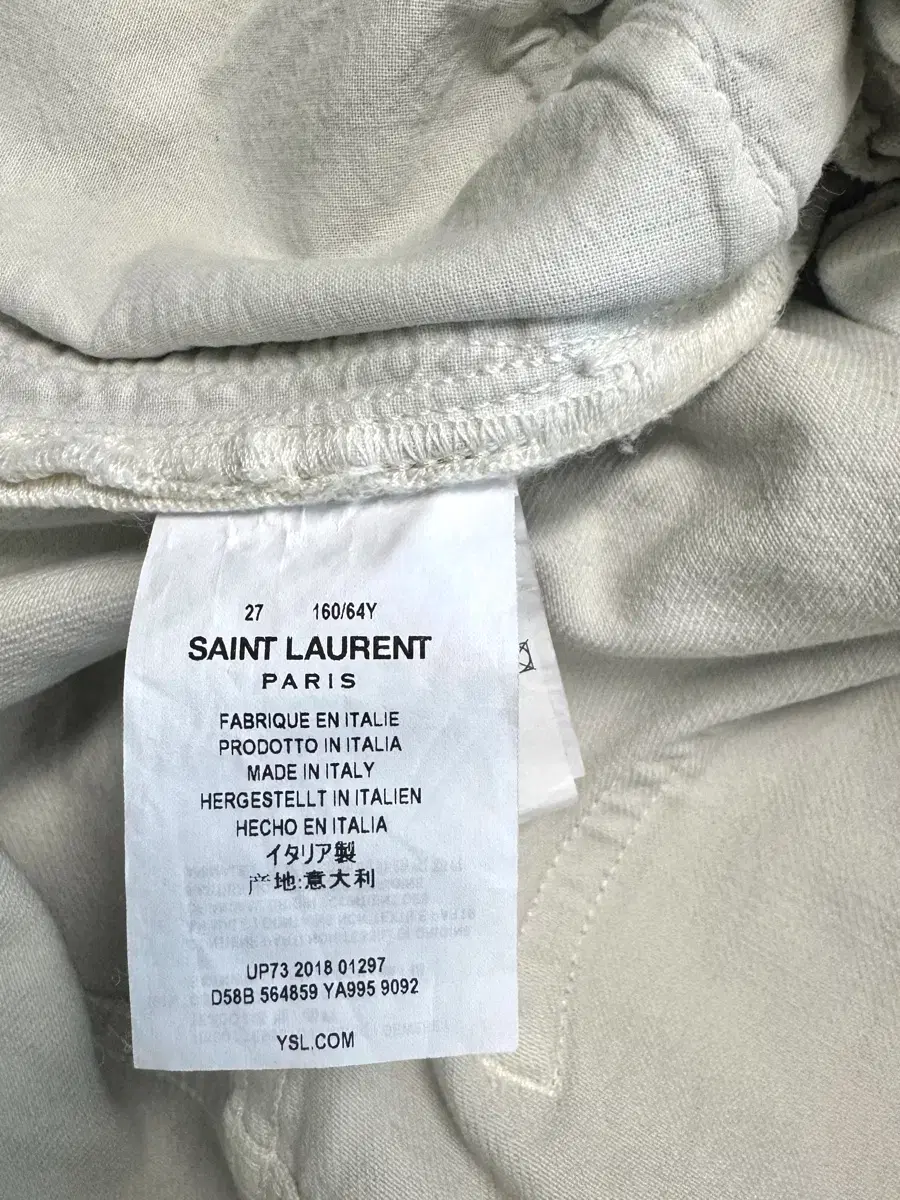 27 160/64Y
SAINT LAURENT
PARIS
FABRIQUE EN ITALIE
PRODOTTO IN ITALIA
MADE IN ITALY
HERGESTELLT IN ITALIEN
HECHO EN ITALIA
イタリア製
产地:意大利
UP73 2018 01297
D58B 564859 YA995 9092
YSL.COM